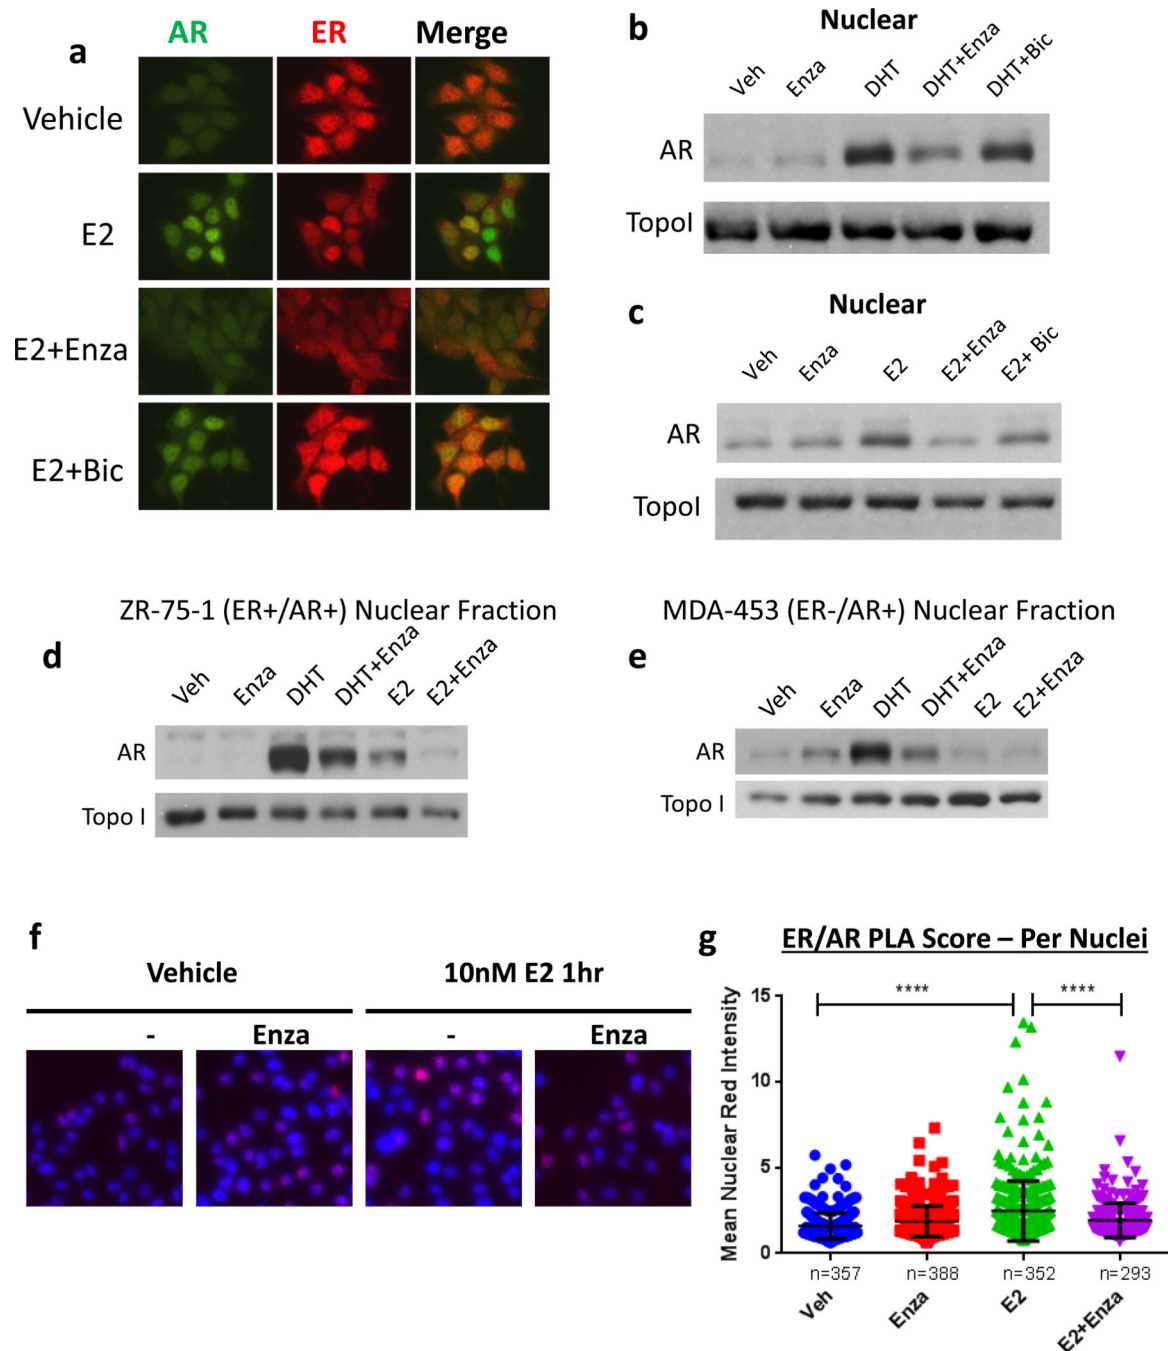 a
AR ER Merge
Vehicle
E2
E2+Enza
E2+Bic
b
Nuclear
Veh Enza DHT DHT+Enza DHT+Bic
AR
TopoI
c
Nuclear
Veh Enza E2 E2+Enza E2+ Bic
AR
TopoI
ZR-75-1 (ER+/AR+) Nuclear Fraction
d
Veh Enza DHT DHT+Enza E2 E2+Enza
AR
Topo I
MDA-453 (ER-/AR+) Nuclear Fraction
e
Veh Enza DHT DHT+Enza E2 E2+Enza
AR
Topo I
f
Vehicle 10nM E2 1hr
- Enza - Enza
g
ER/AR PLA Score – Per Nuclei
**** ****
Mean Nuclear Red Intensity
15
10
5
0
n=357 n=388 n=352 n=293
Veh Enza E2 E2+Enza